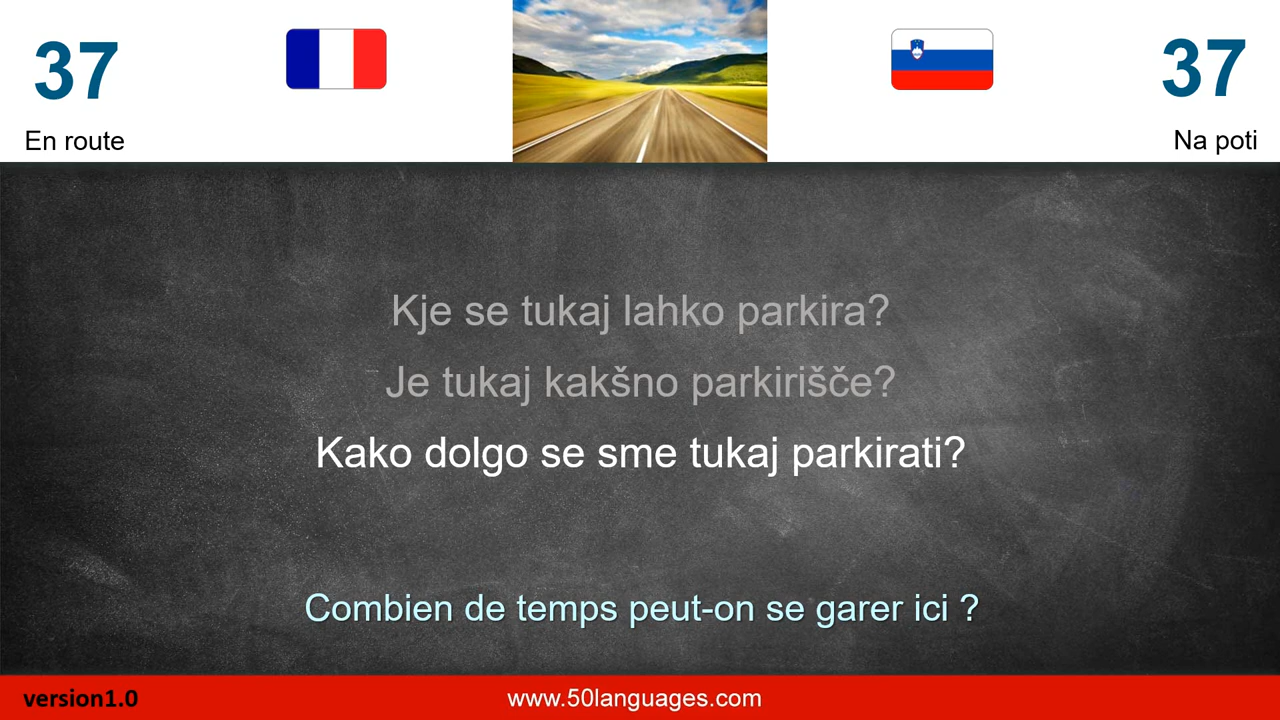 37
37
En route
Na poti
Kje se tukaj lahko parkira?
Je tukaj kakšno parkirišče?
Kako dolgo se sme tukaj parkirati?
Combien de temps peut-on se garer ici ?
version1.0
www.50languages.com